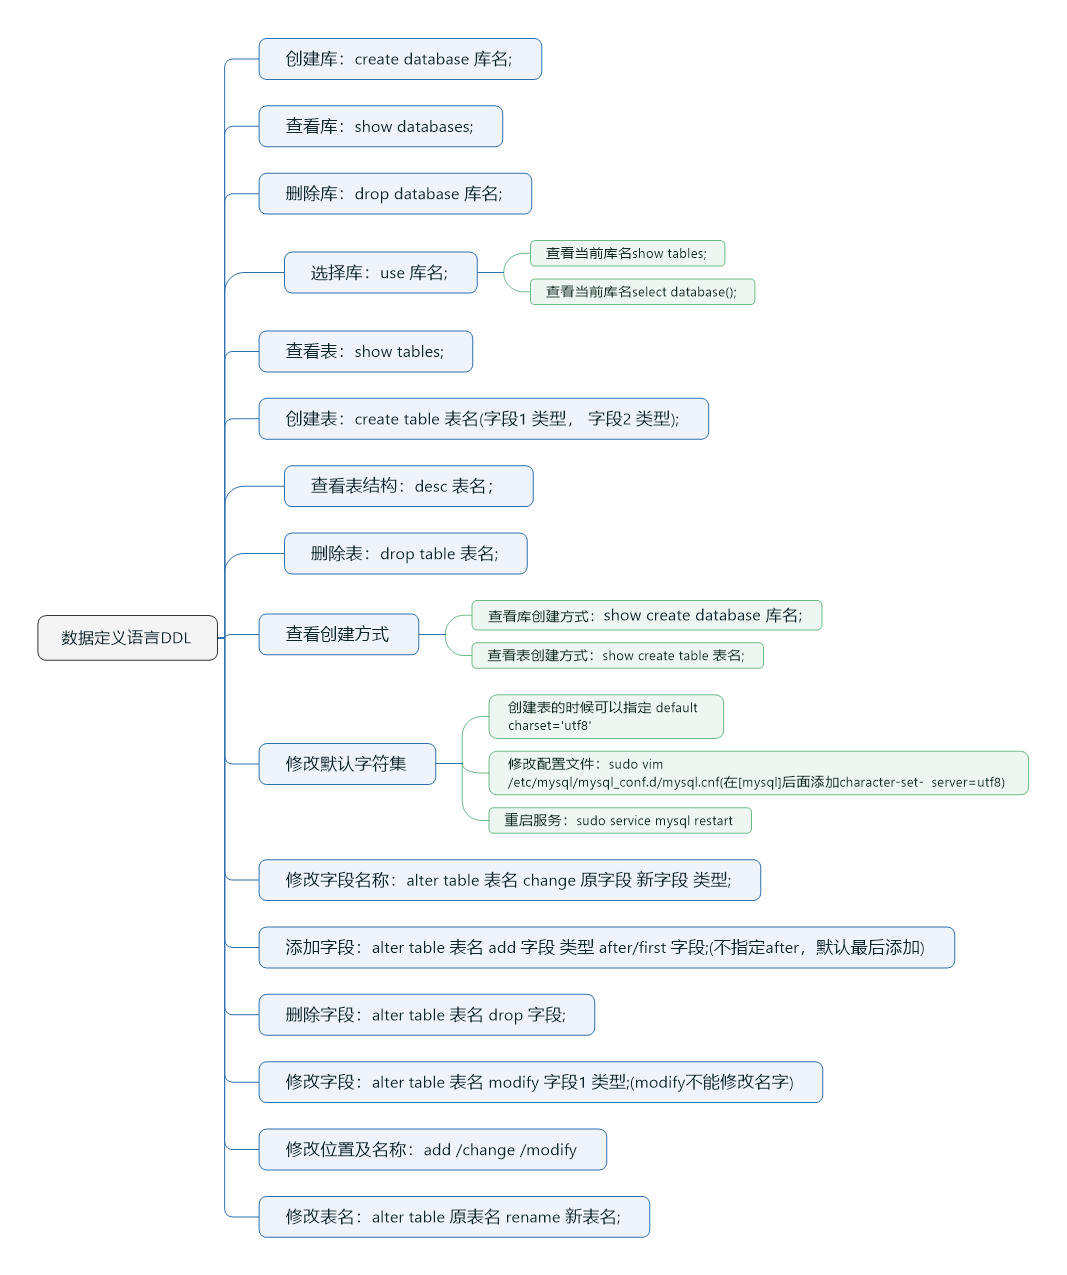 创建库：create database 库名;
查看库：show databases;
删除库：drop database 库名;
选择库：use 库名;
查看当前库名show tables;
查看当前库名select database();
查看表：show tables;
创建表：create table 表名(字段1 类型， 字段2 类型);
查看表结构：desc 表名；
删除表：drop table 表名;
数据定义语言DDL
查看创建方式
查看库创建方式：show create database 库名;
查看表创建方式：show create table 表名;
修改默认字符集
创建表的时候可以指定 default
charset='utf8'
修改配置文件：sudo vim
/etc/mysql/mysql_conf.d/mysql.cnf(在[mysql]后面添加character-set- server=utf8)
重启服务：sudo service mysql restart
修改字段名称：alter table 表名 change 原字段 新字段 类型;
添加字段：alter table 表名 add 字段 类型 after/first 字段;(不指定after，默认最后添加)
删除字段：alter table 表名 drop 字段;
修改字段：alter table 表名 modify 字段1 类型;(modify不能修改名字)
修改位置及名称：add /change /modify
修改表名：alter table 原表名 rename 新表名;